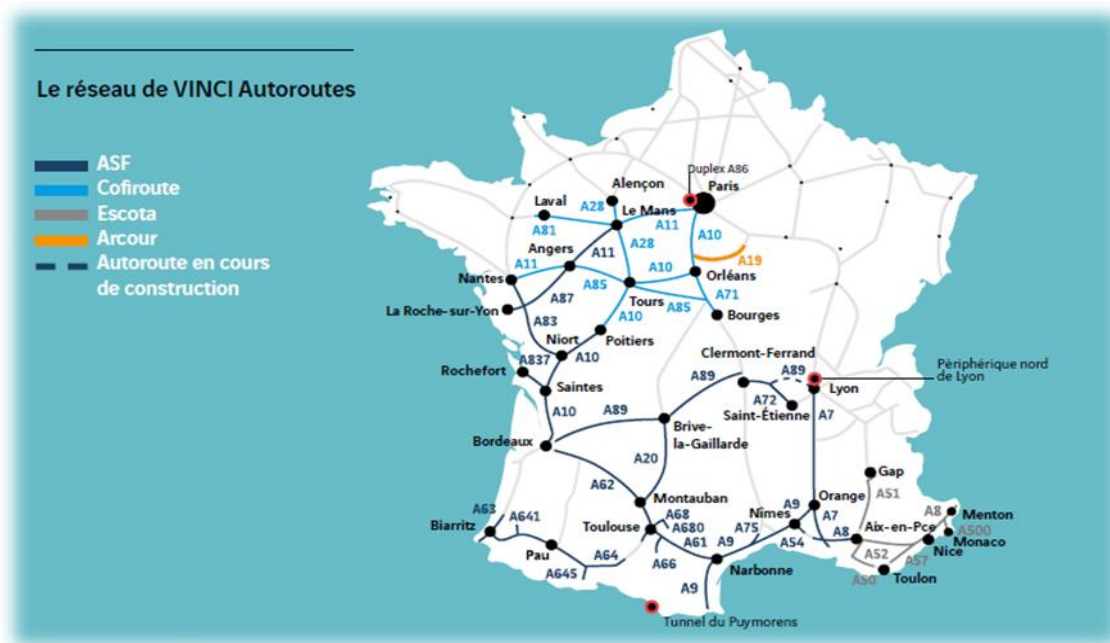 Le réseau de VINCI Autoroutes
ASF
Cofiroute
Escota
Arcour
Autoroute en cours
de construction
Duplex A86
Paris
Alençon
Laval
A28
Le Mans
A11
A81
A10
A11
A28
A19
Angers
A11
A10
Orléans
Nantes
A85
A71
A87
Tours
A85
La Roche-sur-Yon
A10
Bourges
A83
Niort
Poitiers
A10
Clermont-Ferrand
A837
Pèriphérique nord
de Lyon
Rochefort
A89
A89
Saintes
A72
Lyon
A10
A89
Saint-Étienne
A7
Brive-
la-Gaillarde
Bordeaux
A20
Gap
A62
A51
Montauban
A9
Orange
A63
A68
Nîmes
A7
A8
Menton
Biarritz
A641
Toulouse
A680
A75
A8
Aix-en-Pce
A500
Monaco
A61
A9
A54
A52
Nice
Pau
A64
A66
A57
A645
Narbonne
A50
Toulon
A9
Tunnel du Puymorens